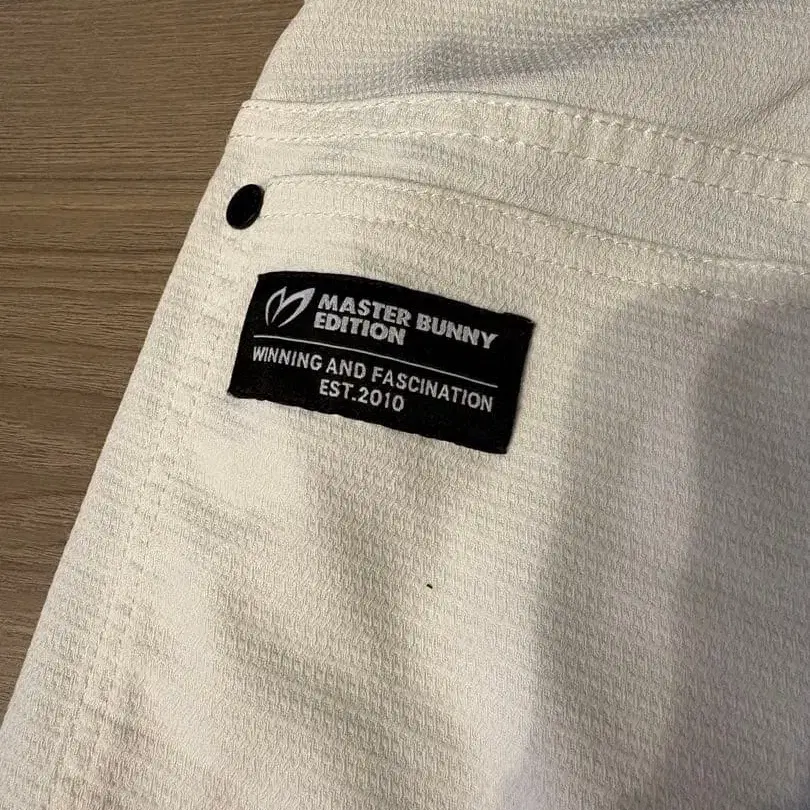 MASTER BUNNY
EDITION
WINNING AND FASCINATION
EST.2010